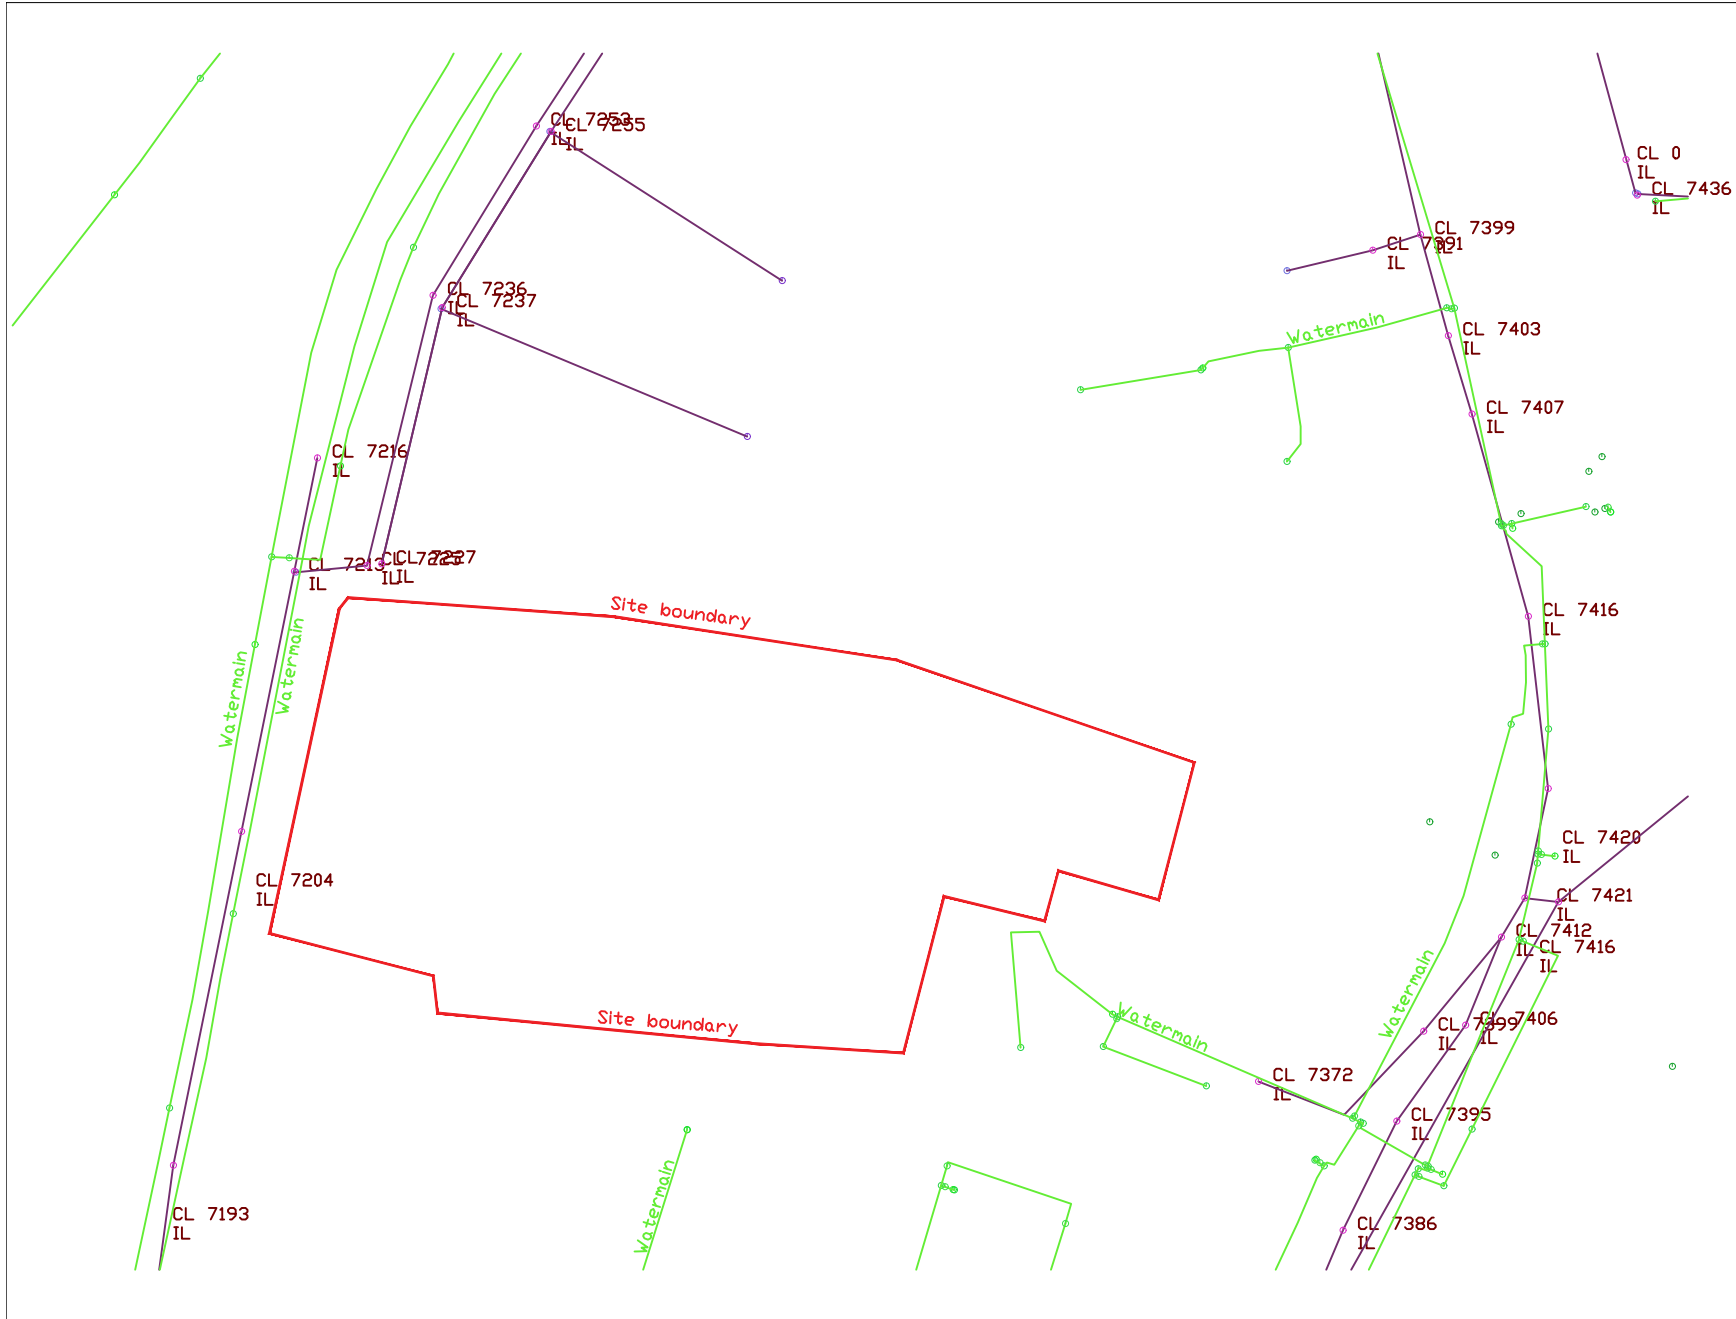 CL 7253
IL
CL 7255
IL
CL 0
IL
CL 7436
IL
CL 7399
IL
CL 7391
IL
CL 7236
IL
CL 7237
IL
Watermain
CL 7403
IL
CL 7407
IL
CL 7216
IL
CL 7213
IL
CL 7225
IL
CL 7227
IL
Site boundary
CL 7416
IL
Watermain
Watermain
CL 7420
IL
CL 7204
IL
CL 7421
IL
CL 7412
IL
CL 7416
IL
Watermain
Site boundary
Watermain
CL 7399
IL
CL 7406
IL
CL 7372
IL
CL 7395
IL
Watermain
CL 7193
IL
CL 7386
IL